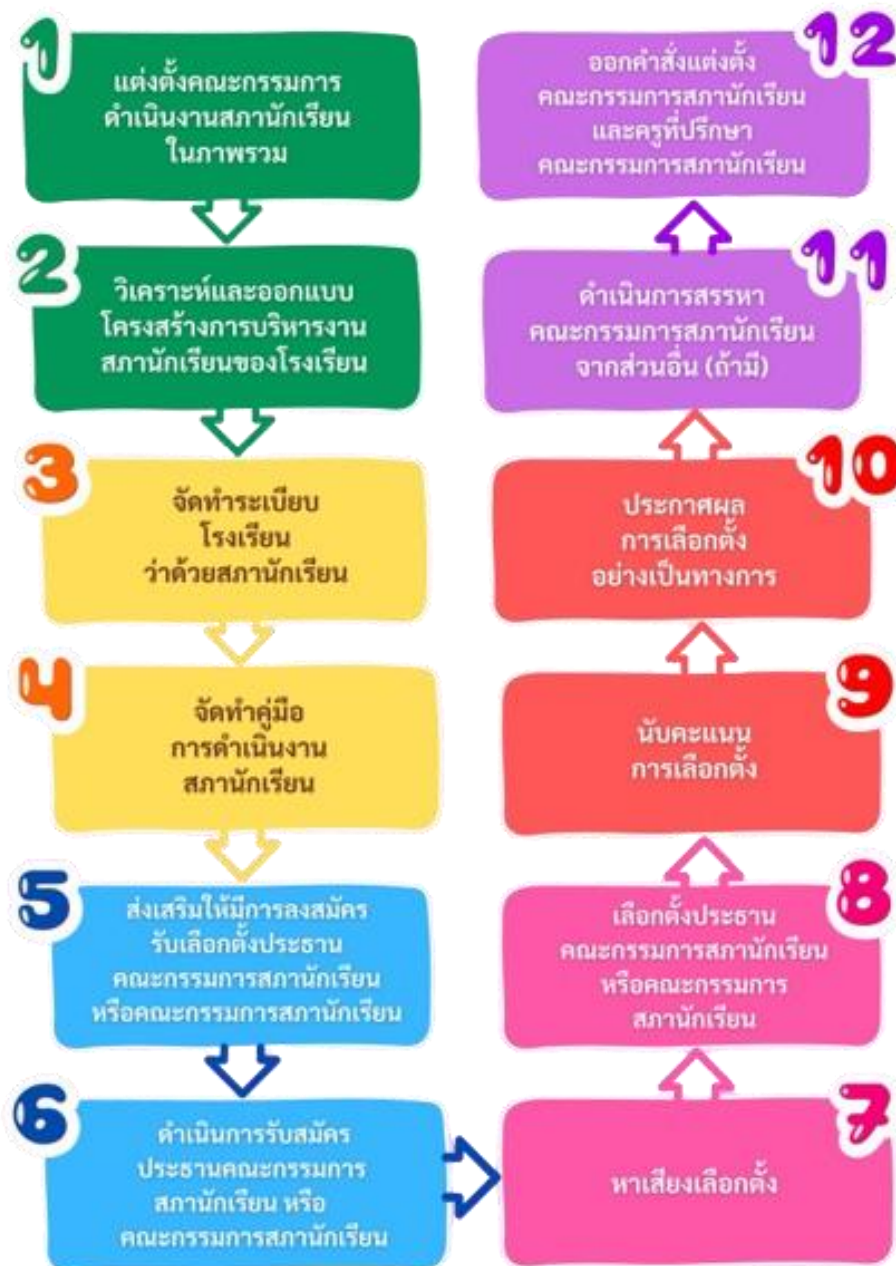 1
แต่งตั้งคณะกรรมการ
ดำเนินงานสภานักเรียน
ในภาพรวม
2
วิเคราะห์และออกแบบ
โครงสร้างการบริหารงาน
สภานักเรียนของโรงเรียน
3
จัดทำระเบียบ
โรงเรียน
ว่าด้วยสภานักเรียน
4
จัดทำคู่มือ
การดำเนินงาน
สภานักเรียน
5
ส่งเสริมให้มีการลงสมัคร
รับเลือกตั้งประธาน
คณะกรรมการสภานักเรียน
หรือคณะกรรมการสภานักเรียน
6
ดำเนินการรับสมัคร
ประธานคณะกรรมการ
สภานักเรียน หรือ
คณะกรรมการสภานักเรียน
7
หาเสียงเลือกตั้ง
8
เลือกตั้งประธาน
คณะกรรมการสภานักเรียน
หรือคณะกรรมการ
สภานักเรียน
9
นับคะแนน
การเลือกตั้ง
10
ประกาศผล
การเลือกตั้ง
อย่างเป็นทางการ
11
ดำเนินการสรรหา
คณะกรรมการสภานักเรียน
จากส่วนอื่น (ถ้ามี)
12
ออกคำสั่งแต่งตั้ง
คณะกรรมการสภานักเรียน
และครูที่ปรึกษา
คณะกรรมการสภานักเรียน